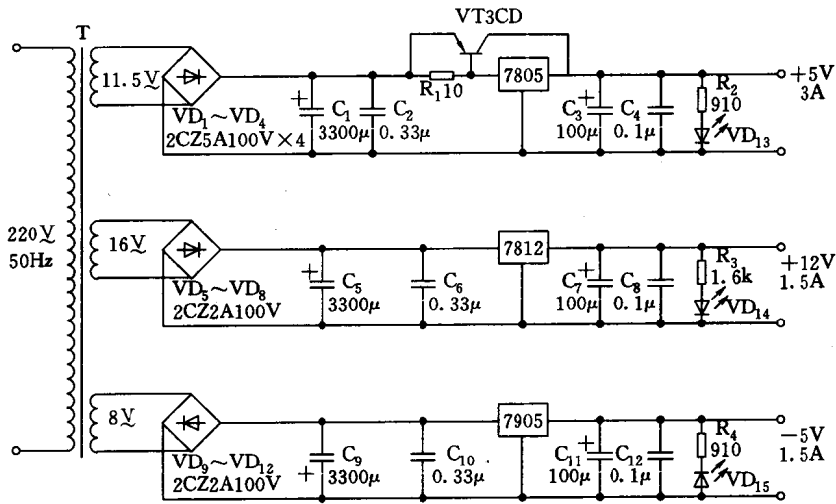 VT3CD
T
11.5V
7805
+5V
3A
R₁10
R₂
910
VD₁～VD₄
2CZ5A100V×4
+
C₁
3300μ
C₂
0.33μ
+
C₃
100μ
C₄
0.1μ
VD₁₃
220V
50Hz
16V
7812
+12V
1.5A
R₃
1.6k
VD₅～VD₈
2CZ2A100V
+
C₅
3300μ
C₆
0.33μ
+
C₇
100μ
C₈
0.1μ
VD₁₄
8V
7905
-5V
1.5A
R₄
910
VD₉～VD₁₂
2CZ2A100V
+
C₉
3300μ
C₁₀
0.33μ
+
C₁₁
100μ
C₁₂
0.1μ
VD₁₅